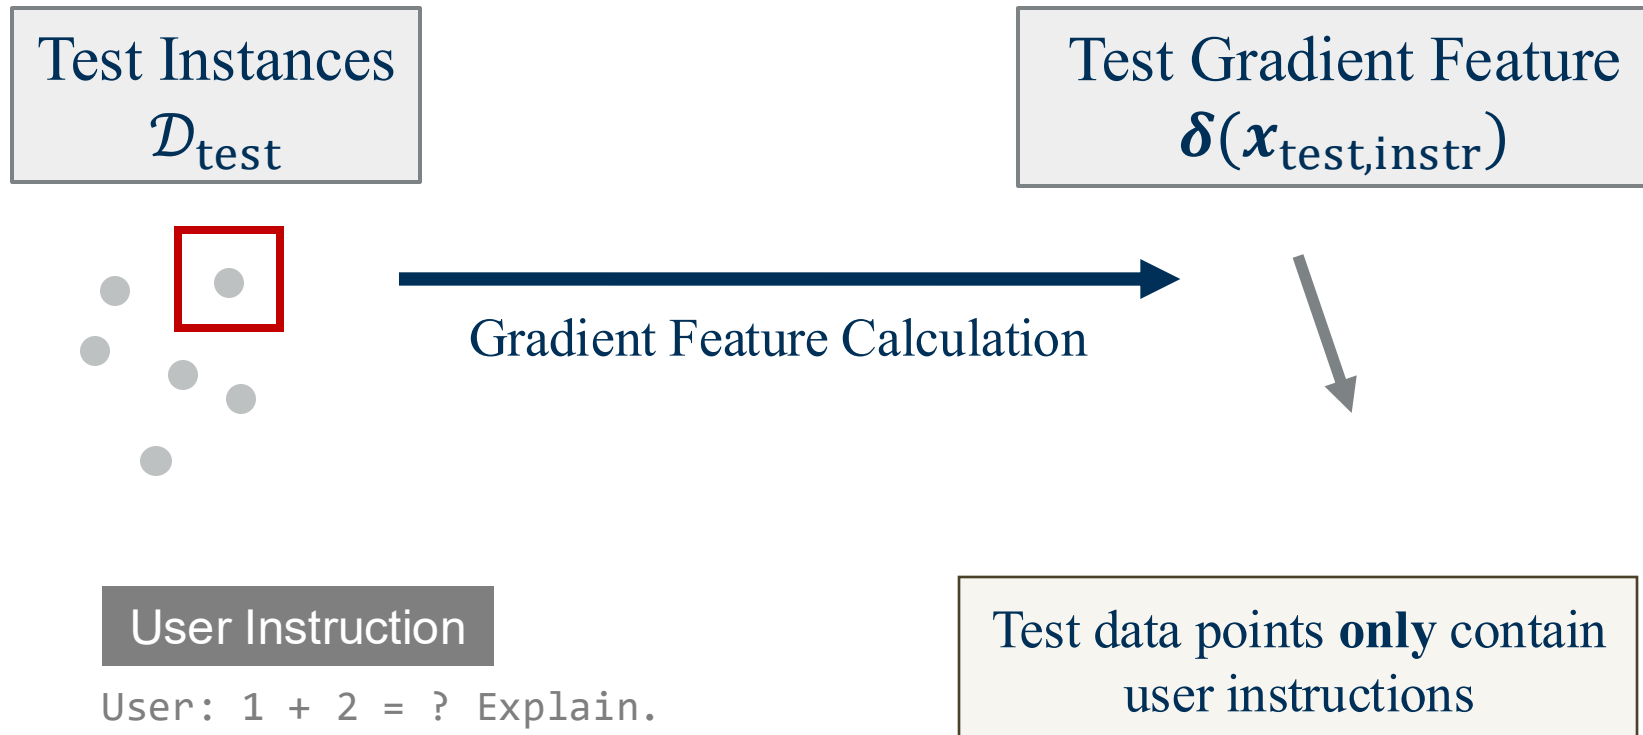 Test Instances
𝒟test
Test Gradient Feature
𝜹(𝒙test,instr)
Gradient Feature Calculation
User Instruction
User: 1 + 2 = ? Explain.
Test data points only contain
user instructions